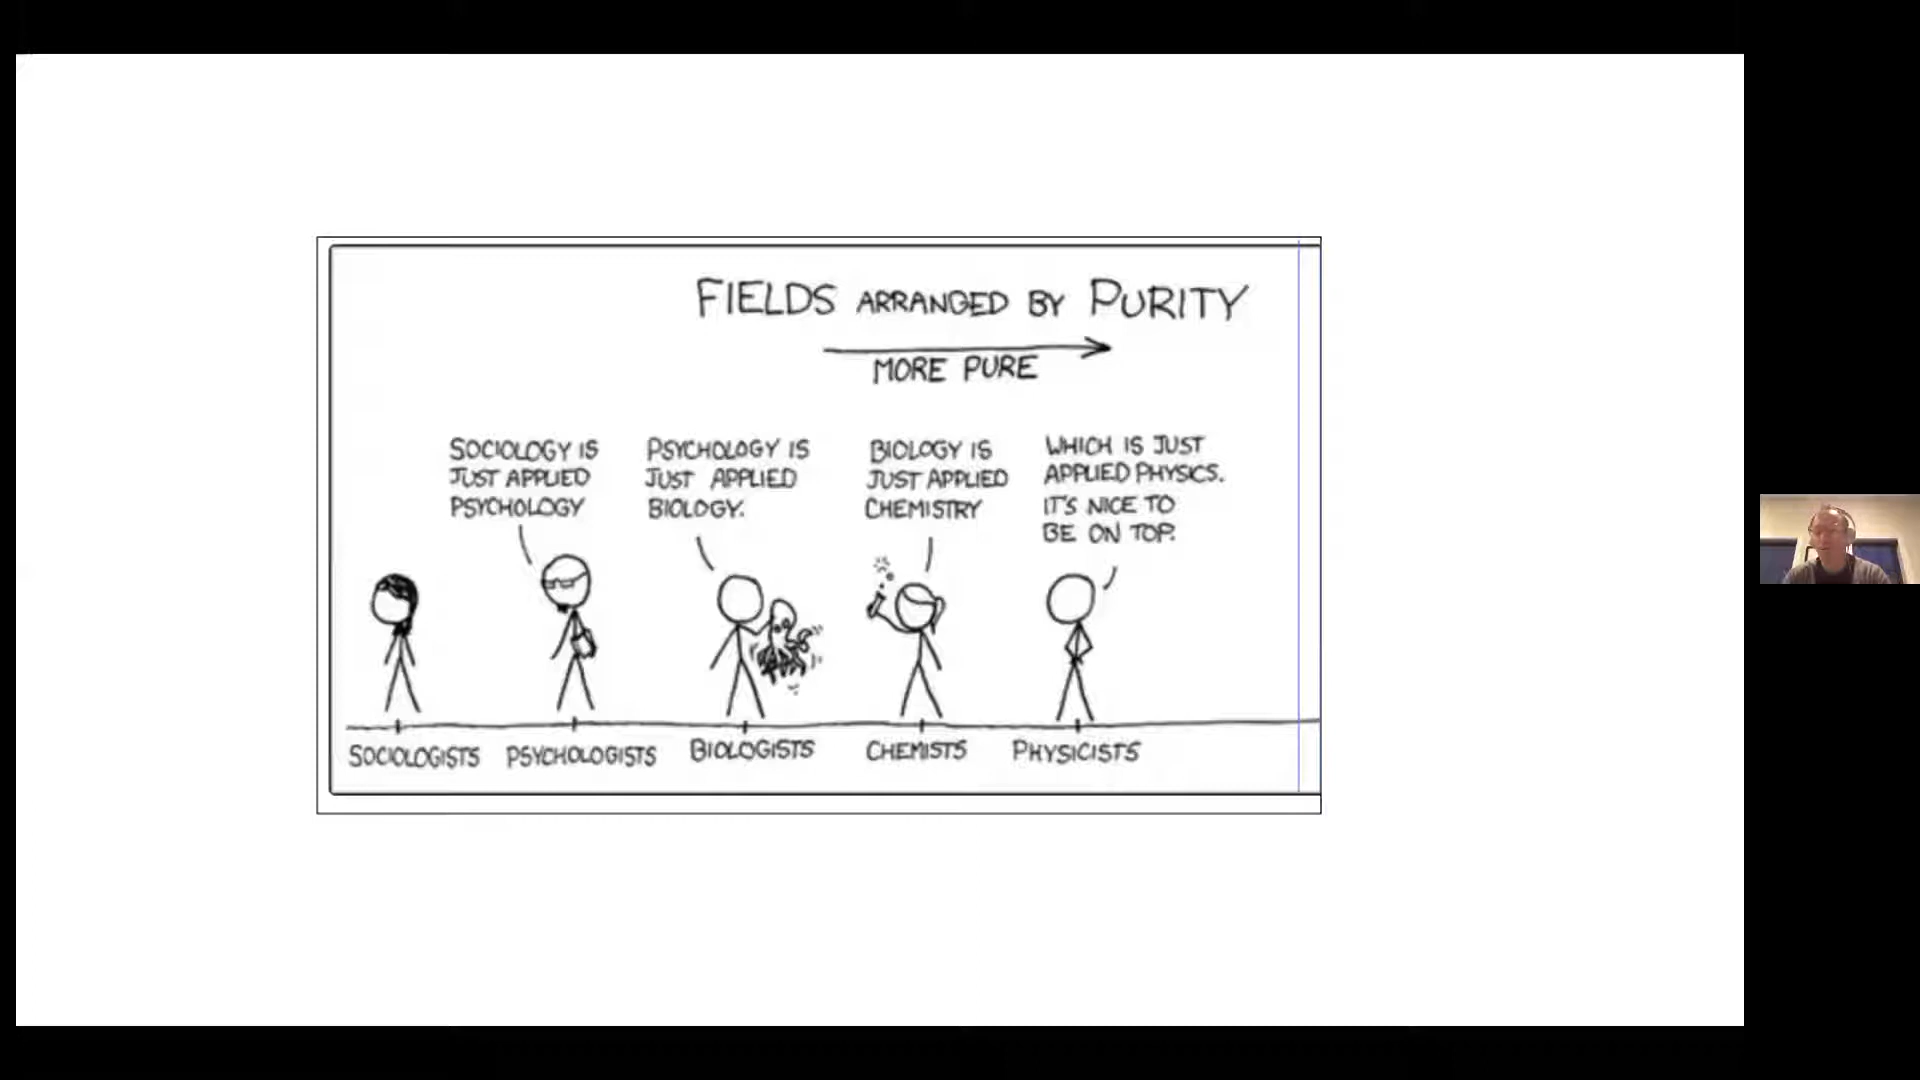 FIELDS ARRANGED BY PURITY
MORE PURE
SOCIOLOGY IS
JUST APPLIED
PSYCHOLOGY
PSYCHOLOGY IS
JUST APPLIED
BIOLOGY.
BIOLOGY IS
JUST APPLIED
CHEMISTRY
WHICH IS JUST
APPLIED PHYSICS.
IT'S NICE TO
BE ON TOP.
SOCIOLOGISTS
PSYCHOLOGISTS
BIOLOGISTS
CHEMISTS
PHYSICISTS